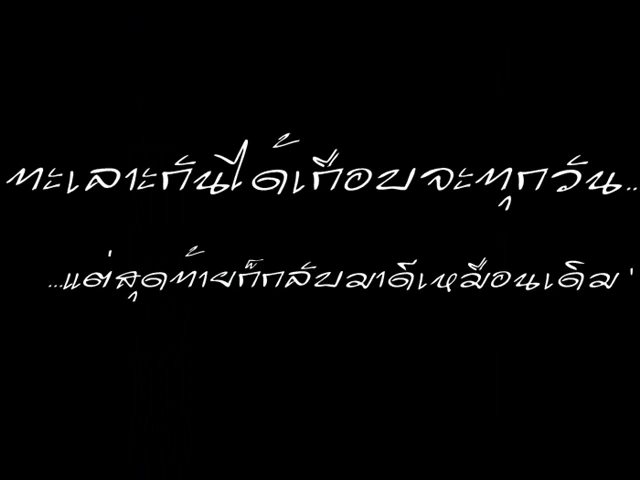 ทะเลาะกันได้เกือบจะทุกวัน..
...แต่สุดท้ายก็กลับมาดีเหมือนเดิม '